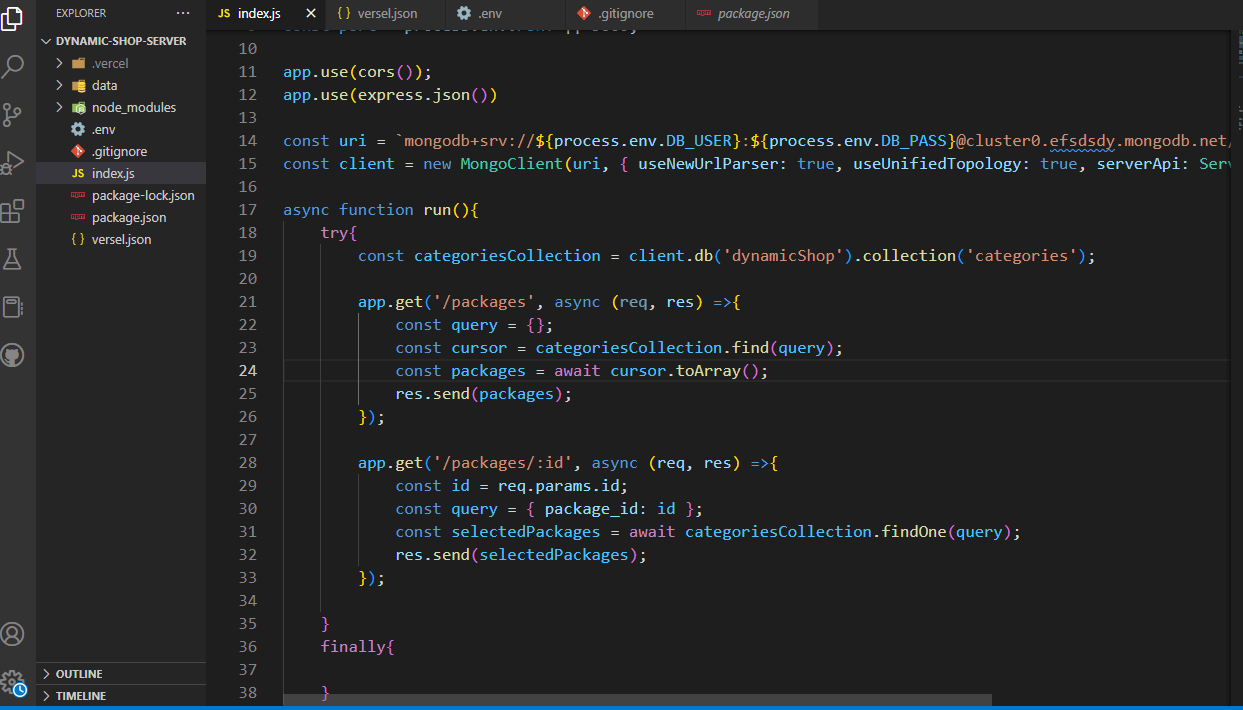 EXPLORER
DYNAMIC-SHOP-SERVER
.vercel
data
node_modules
.env
.gitignore
JS index.js
package-lock.json
package.json
{ } versel.json
OUTLINE
TIMELINE
JS index.js
{ } versel.json
.env
.gitignore
package.json
10
11 app.use(cors());
12 app.use(express.json())
13
14 const uri = `mongodb+srv://${process.env.DB_USER}:${process.env.DB_PASS}@cluster0.efsdsdy.mongodb.net/
15 const client = new MongoClient(uri, { useNewUrlParser: true, useUnifiedTopology: true, serverApi: Serv
16
17 async function run(){
18 try{
19 const categoriesCollection = client.db('dynamicShop').collection('categories');
20
21 app.get('/packages', async (req, res) =>{
22 const query = {};
23 const cursor = categoriesCollection.find(query);
24 const packages = await cursor.toArray();
25 res.send(packages);
26 });
27
28 app.get('/packages/:id', async (req, res) =>{
29 const id = req.params.id;
30 const query = { package_id: id };
31 const selectedPackages = await categoriesCollection.findOne(query);
32 res.send(selectedPackages);
33 });
34
35 }
36 finally{
37
38 }